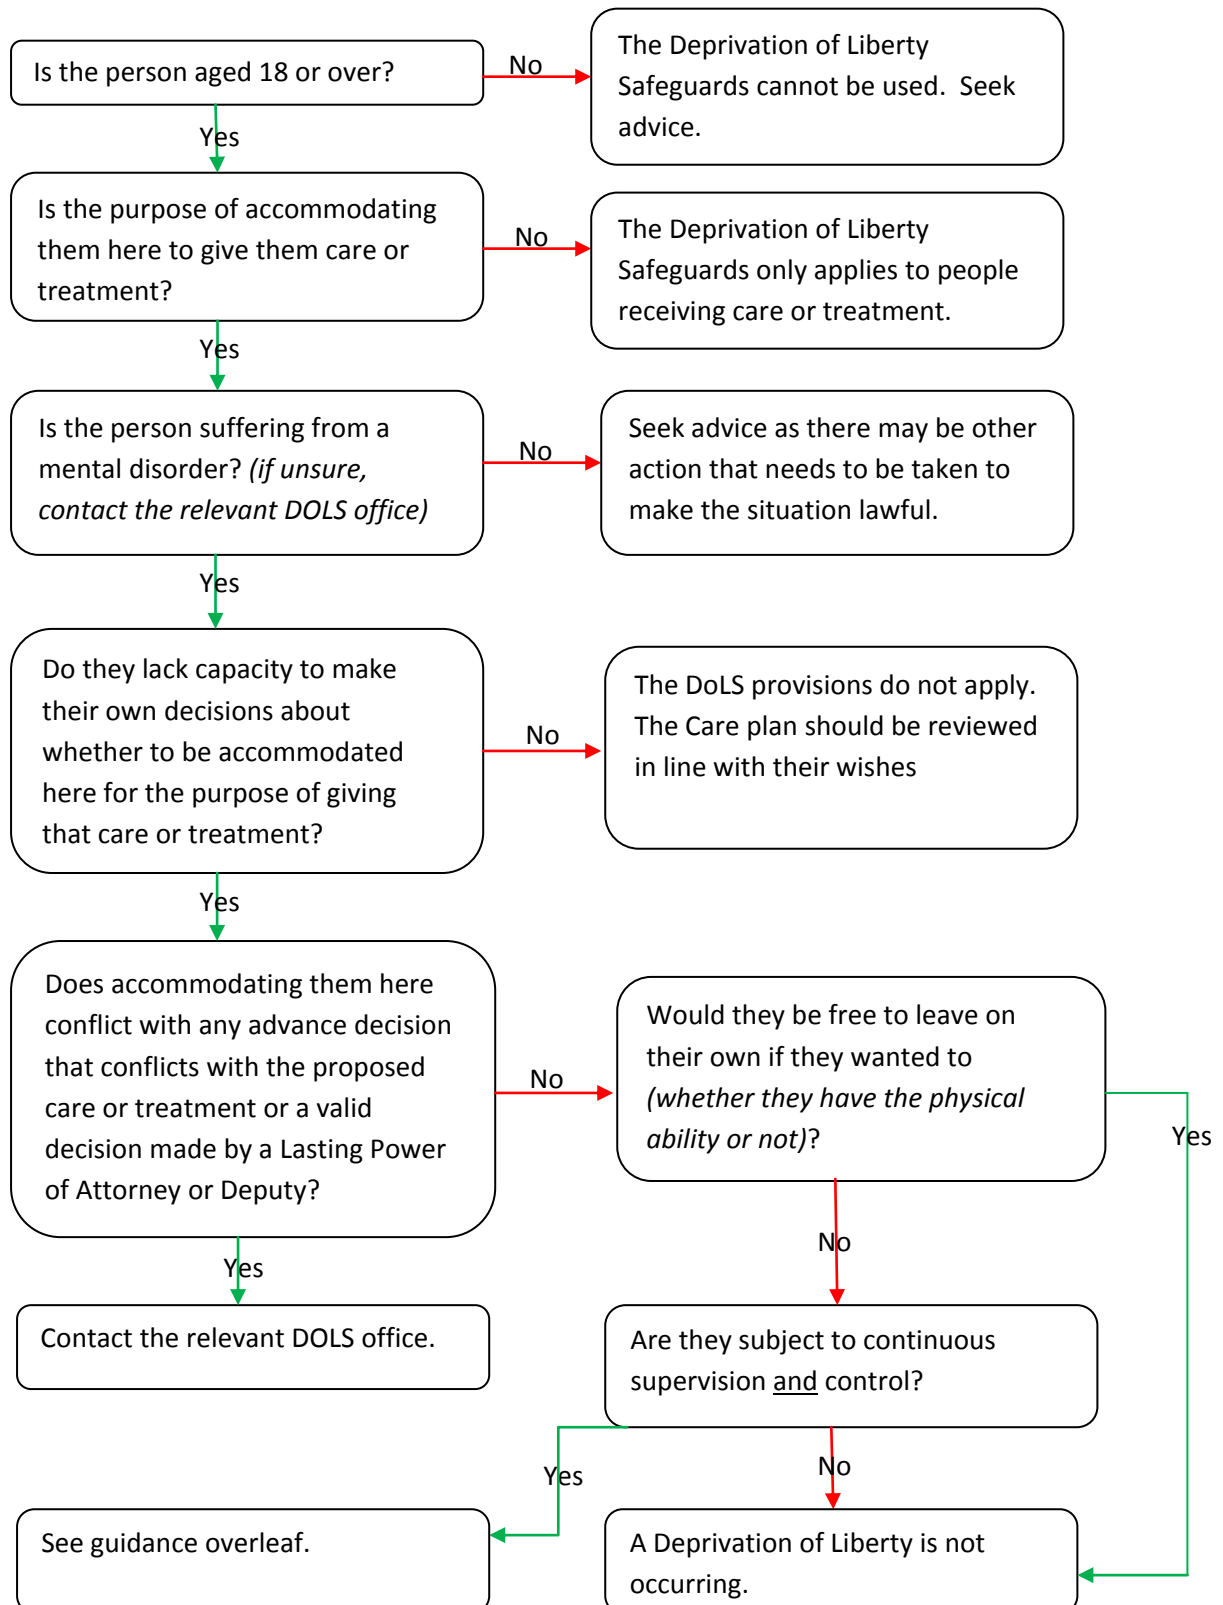 Is the person aged 18 or over?
No
The Deprivation of Liberty
Safeguards cannot be used.  Seek
advice.
Yes
Is the purpose of accommodating
them here to give them care or
treatment?
No
The Deprivation of Liberty
Safeguards only applies to people
receiving care or treatment.
Yes
Is the person suffering from a
mental disorder? (if unsure,
contact the relevant DOLS office)
No
Seek advice as there may be other
action that needs to be taken to
make the situation lawful.
Yes
Do they lack capacity to make
their own decisions about
whether to be accommodated
here for the purpose of giving
that care or treatment?
No
The DoLS provisions do not apply.
The Care plan should be reviewed
in line with their wishes
Yes
Does accommodating them here
conflict with any advance decision
that conflicts with the proposed
care or treatment or a valid
decision made by a Lasting Power
of Attorney or Deputy?
No
Would they be free to leave on
their own if they wanted to
(whether they have the physical
ability or not)?
Yes
No
Yes
Contact the relevant DOLS office.
Are they subject to continuous
supervision and control?
Yes
No
See guidance overleaf.
A Deprivation of Liberty is not
occurring.